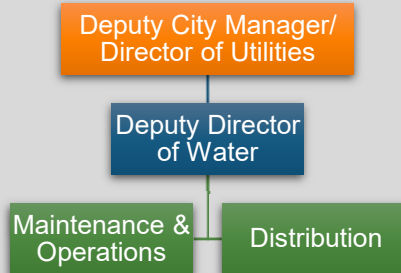 Deputy City Manager/
Director of Utilities
Deputy Director
of Water
Maintenance &
Operations
Distribution